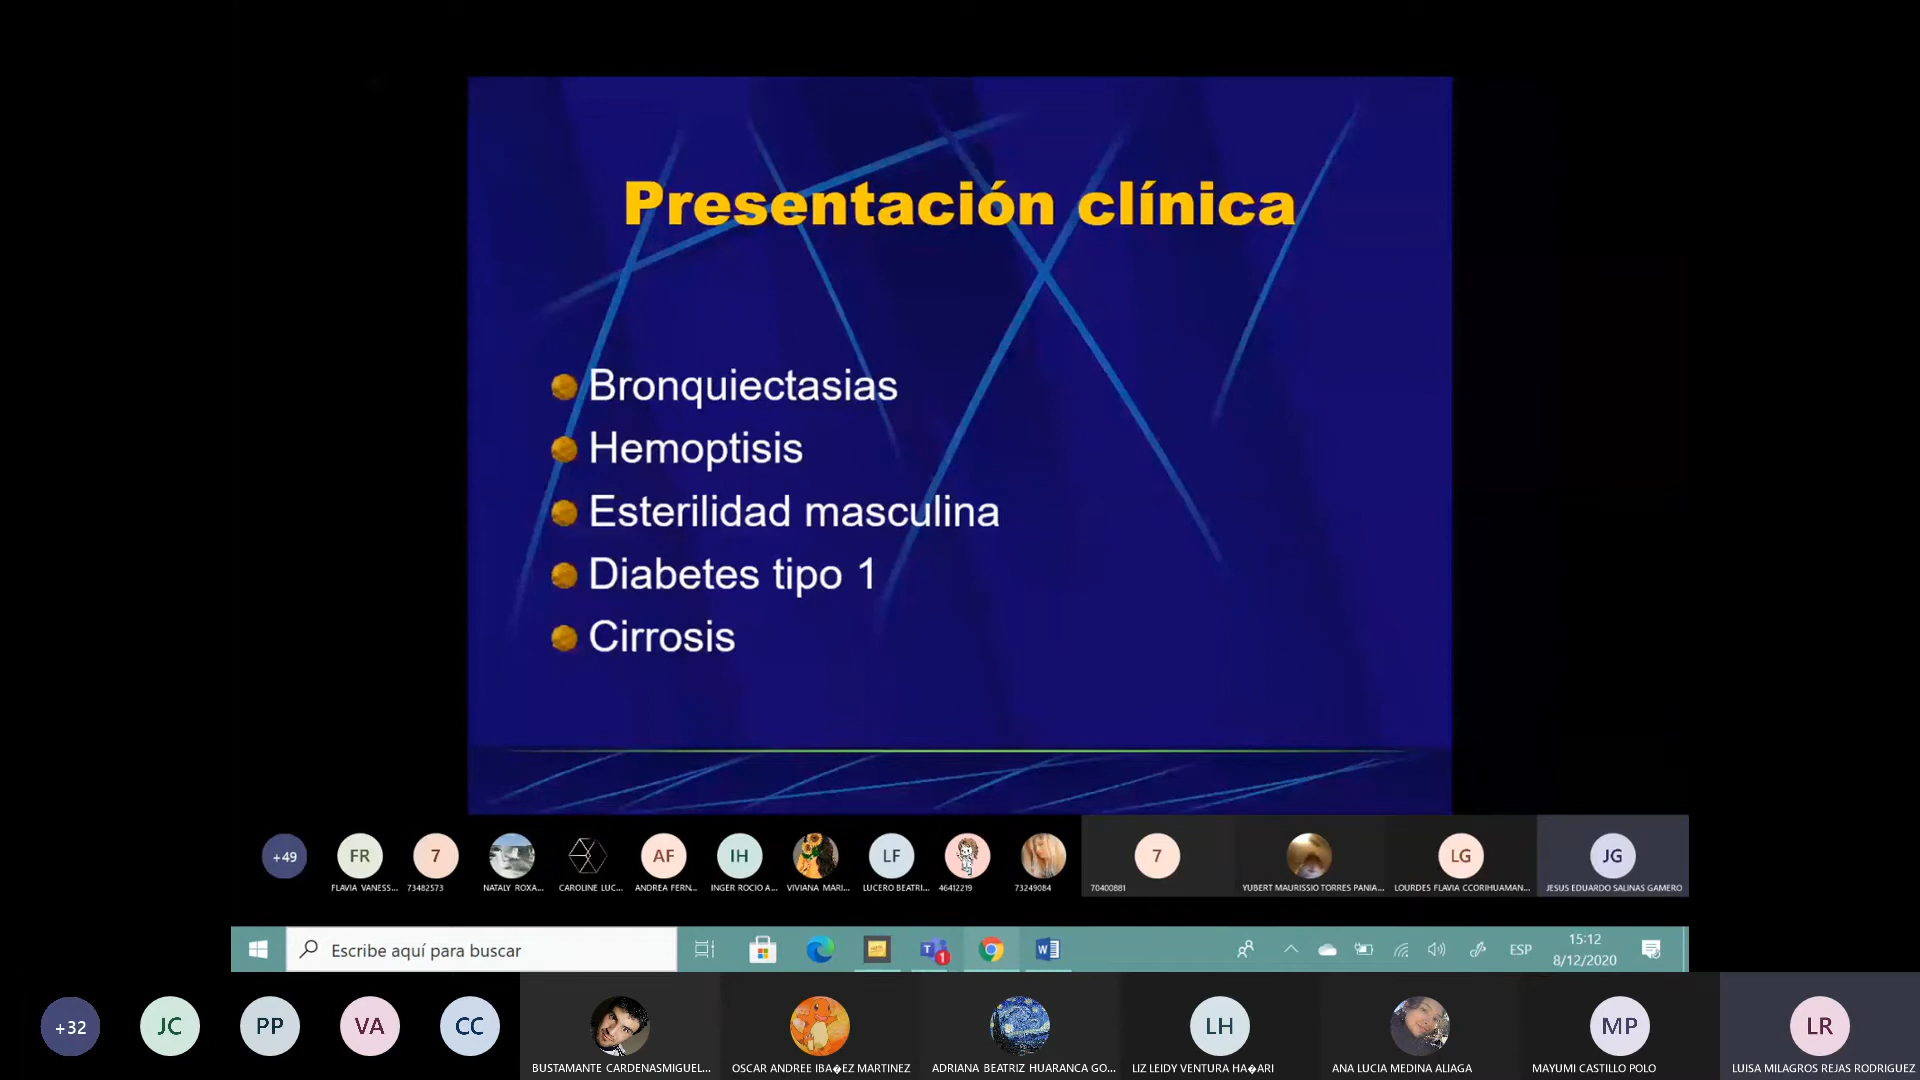 Presentación clínica
Bronquiectasias
Hemoptisis
Esterilidad masculina
Diabetes tipo 1
Cirrosis
+49
FR
7
AF
IH
LF
7
LG
JG
FLAVIA VANESS...
73482573
NATALY ROXA...
CAROLINE LUC...
ANDREA FERN...
INGER ROCIO A...
VIVIANA MARI...
LUCERO BEATRI...
46412219
73249084
70400881
YUBERT MAURISSIO TORRES PANIA...
LOURDES FLAVIA CCORIHUAMAN...
JESUS EDUARDO SALINAS GAMERO
Escribe aquí para buscar
1
ESP
15:12
8/12/2020
+32
JC
PP
VA
CC
LH
MP
LR
BUSTAMANTE CARDENASMIGUEL...
OSCAR ANDREE IBA�EZ MARTINEZ
ADRIANA BEATRIZ HUARANCA GO...
LIZ LEIDY VENTURA HA�ARI
ANA LUCIA MEDINA ALIAGA
MAYUMI CASTILLO POLO
LUISA MILAGROS REJAS RODRIGUEZ